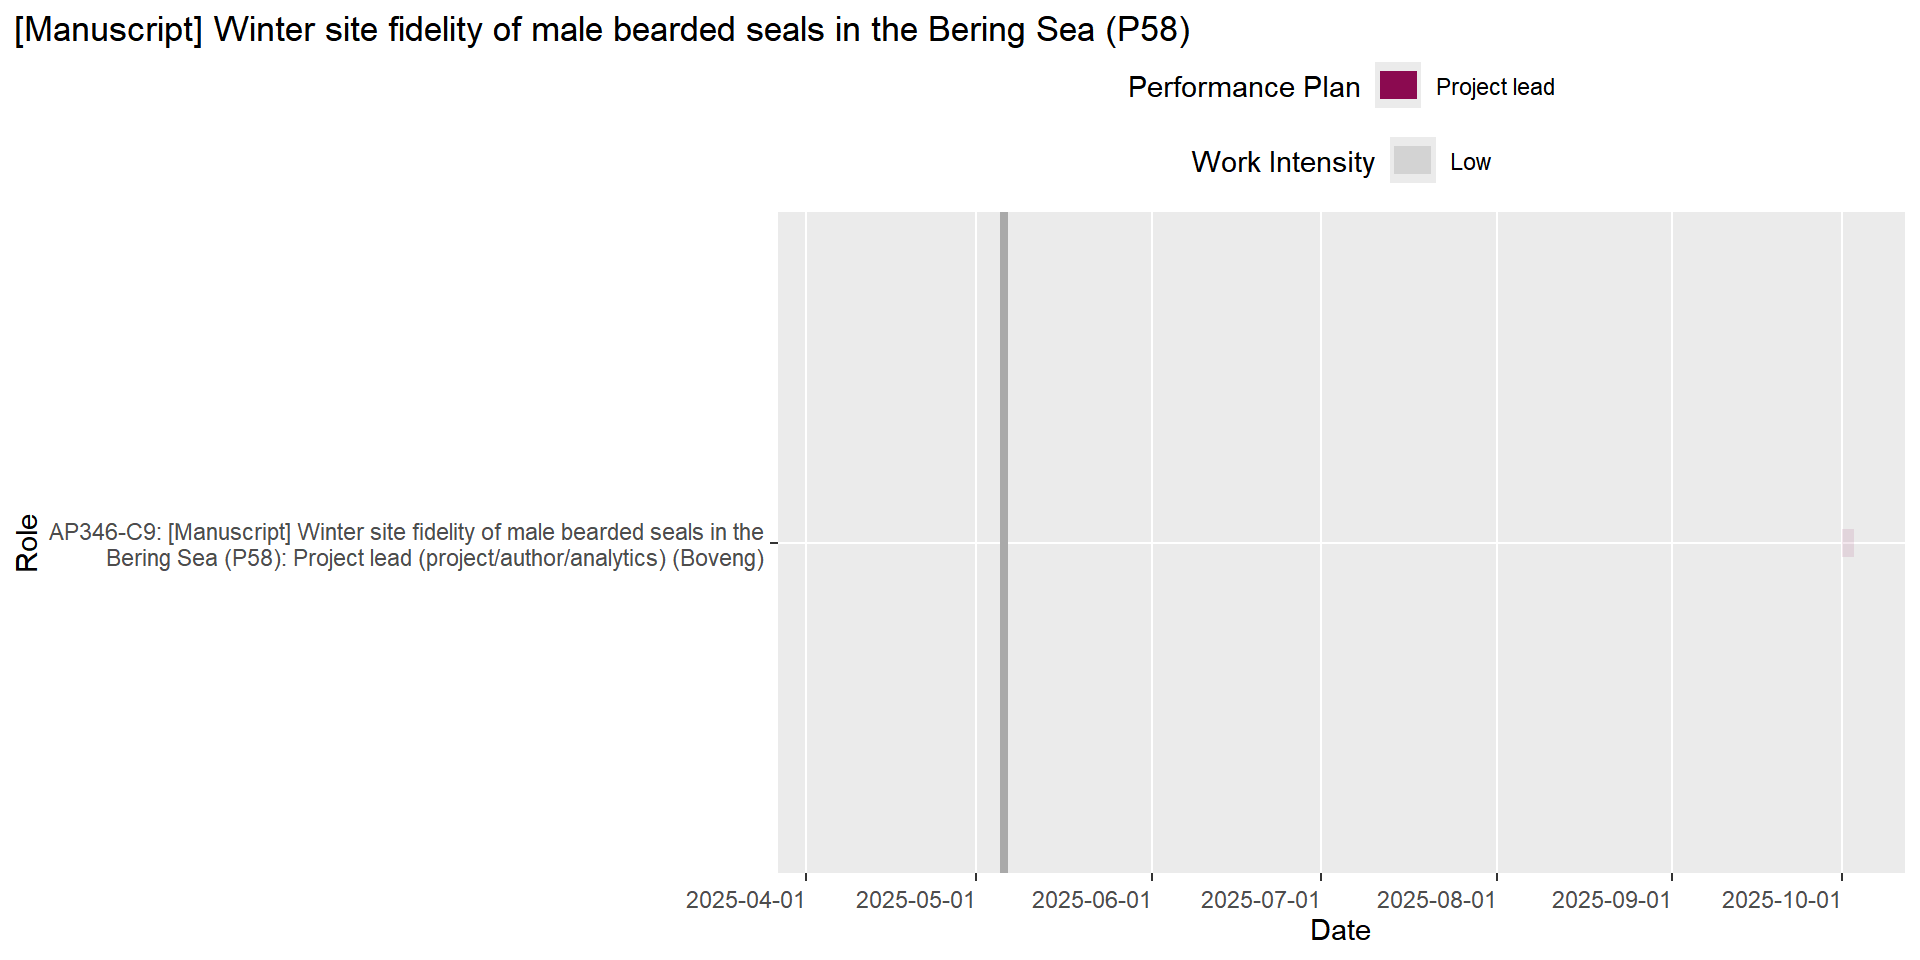 [Manuscript] Winter site fidelity of male bearded seals in the Bering Sea (P58)
Performance Plan
Project lead
Work Intensity
Low
Role
AP346-C9: [Manuscript] Winter site fidelity of male bearded seals in the
Bering Sea (P58): Project lead (project/author/analytics) (Boveng)
2025-04-01
2025-05-01
2025-06-01
2025-07-01
2025-08-01
2025-09-01
2025-10-01
Date